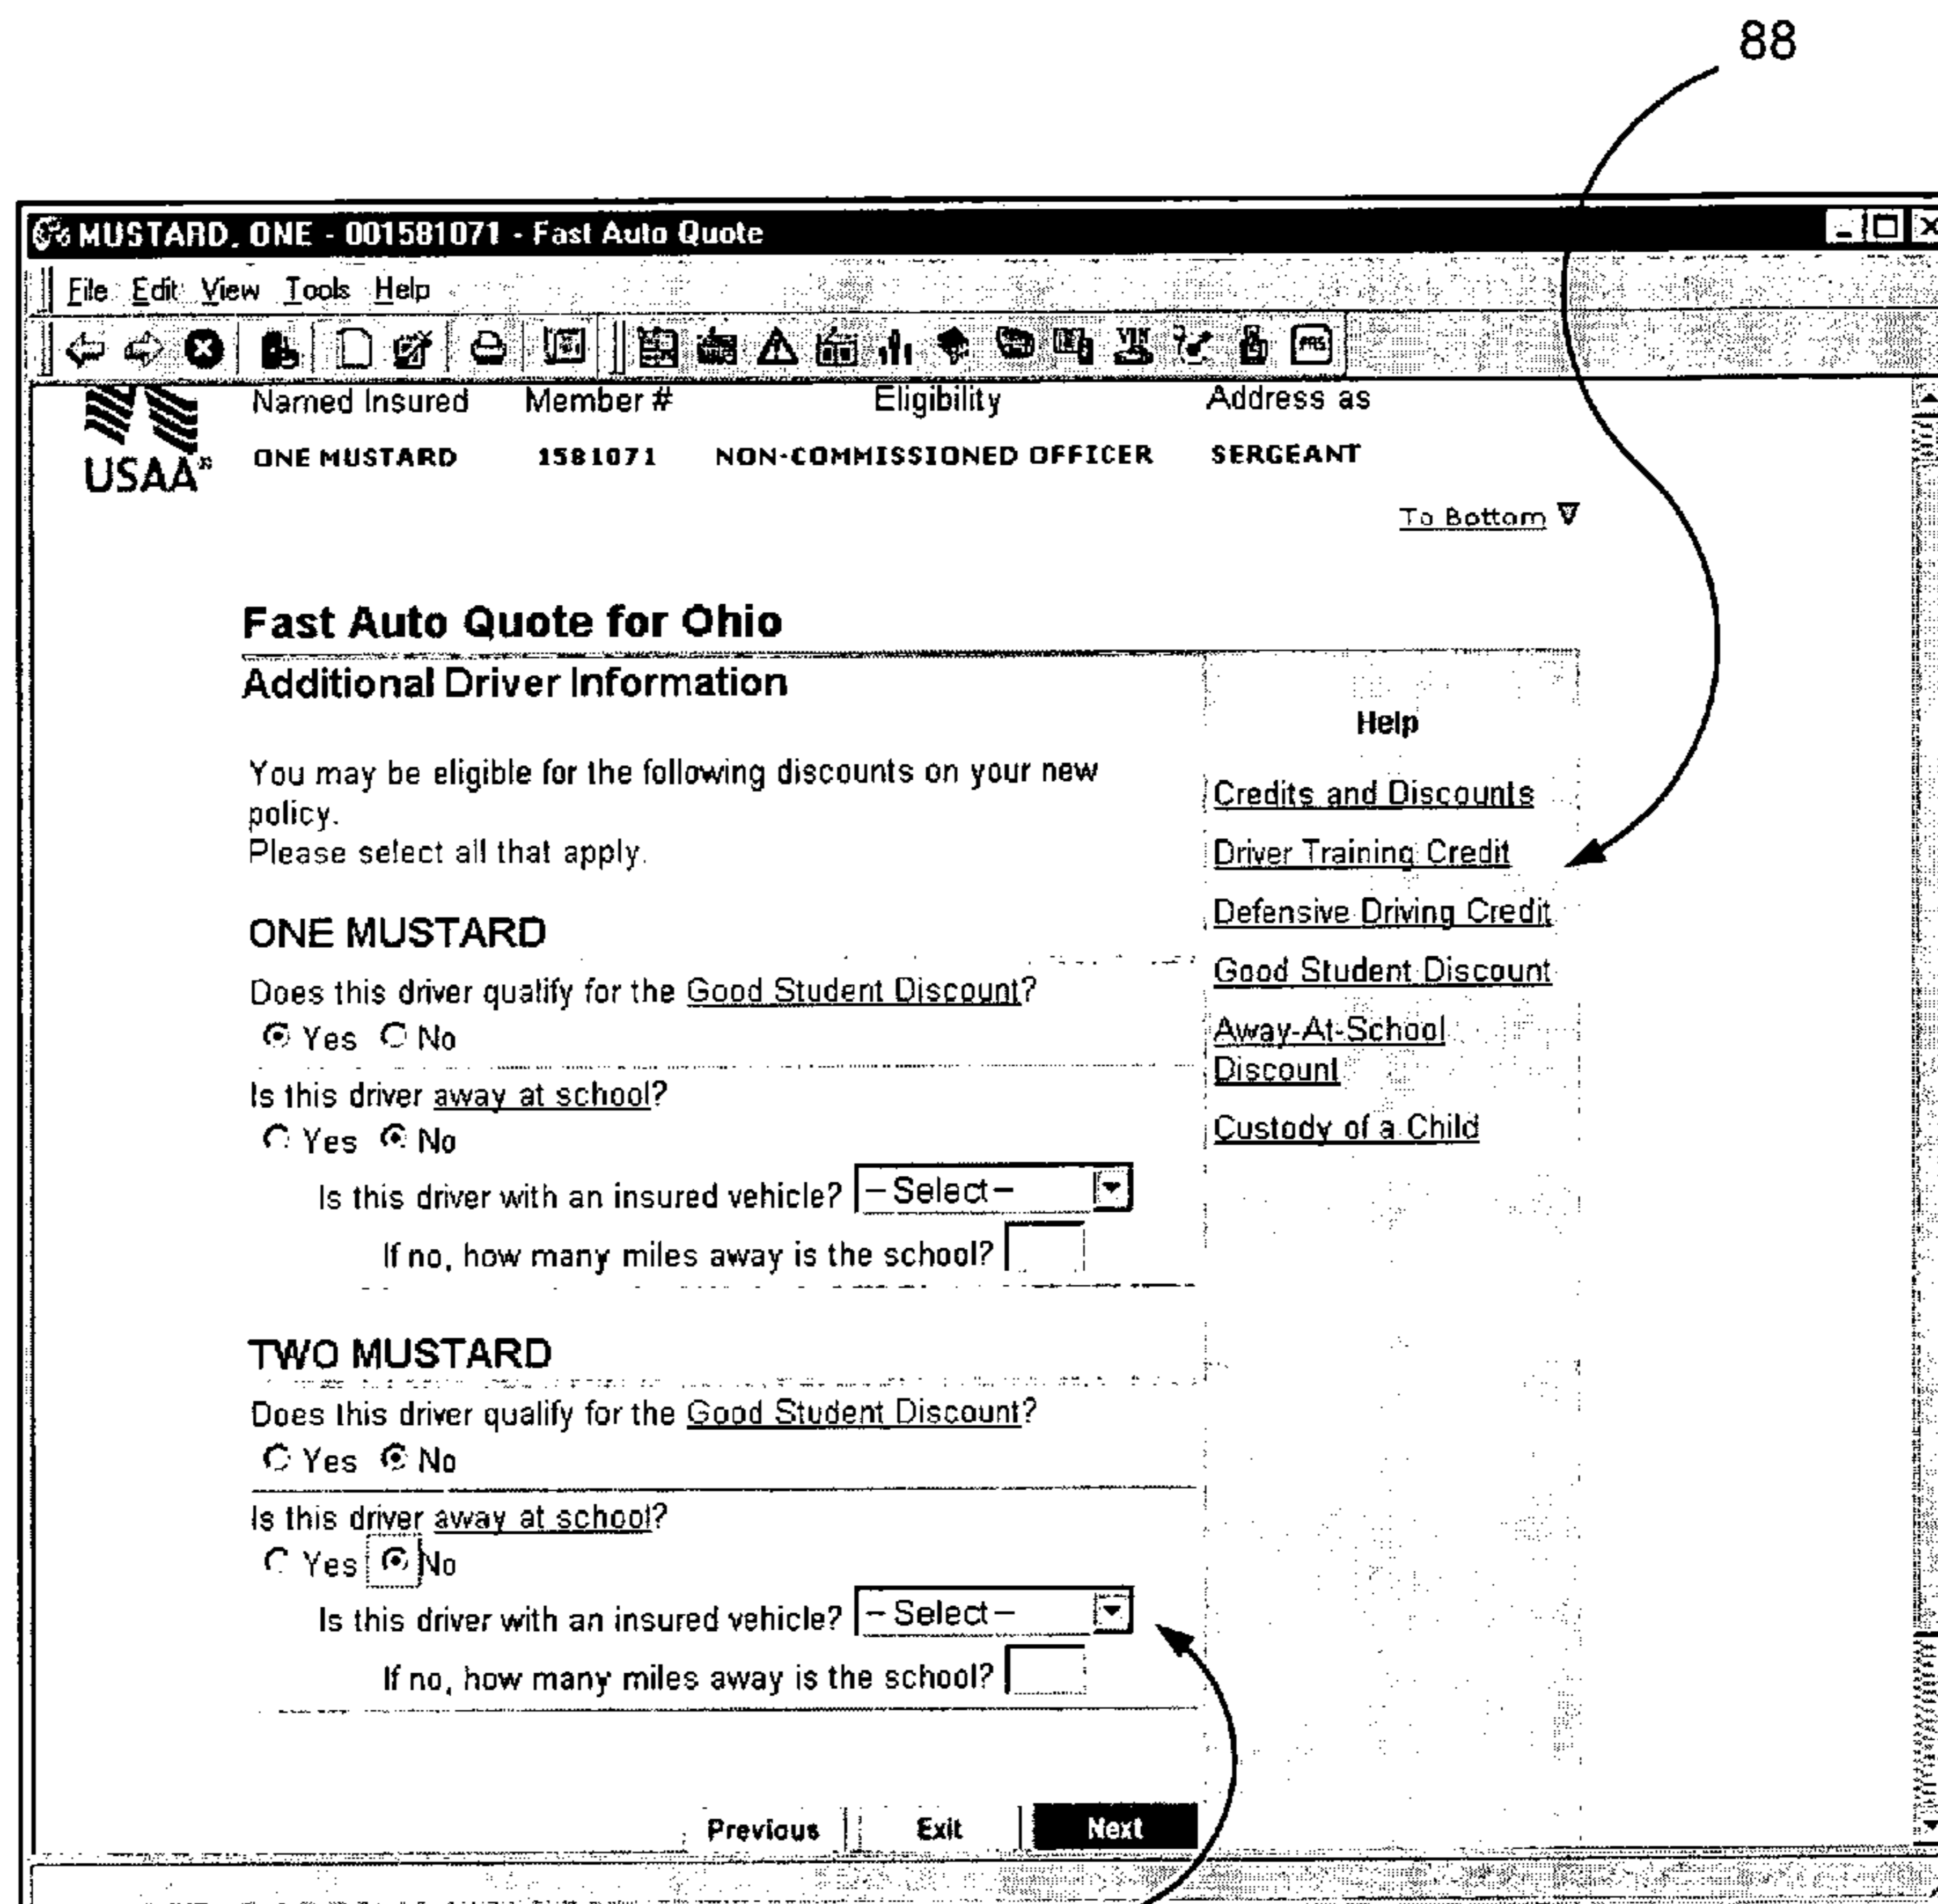 88
MUSTARD, ONE - 001581071 - Fast Auto Quote
File Edit View Tools Help
VIN
PRS
Named Insured Member # Eligibility Address as
USAA® ONE MUSTARD 1581071 NON-COMMISSIONED OFFICER SERGEANT
To Bottom
Fast Auto Quote for Ohio
Additional Driver Information
Help
You may be eligible for the following discounts on your new
policy.
Please select all that apply.
Credits and Discounts
Driver Training Credit
Defensive Driving Credit
Good Student Discount
Away-At-School
Discount
Custody of a Child
ONE MUSTARD
Does this driver qualify for the Good Student Discount?
Yes No
Is this driver away at school?
Yes No
Is this driver with an insured vehicle? – Select –
If no, how many miles away is the school?
TWO MUSTARD
Does this driver qualify for the Good Student Discount?
Yes No
Is this driver away at school?
Yes No
Is this driver with an insured vehicle? – Select –
If no, how many miles away is the school?
Previous Exit Next